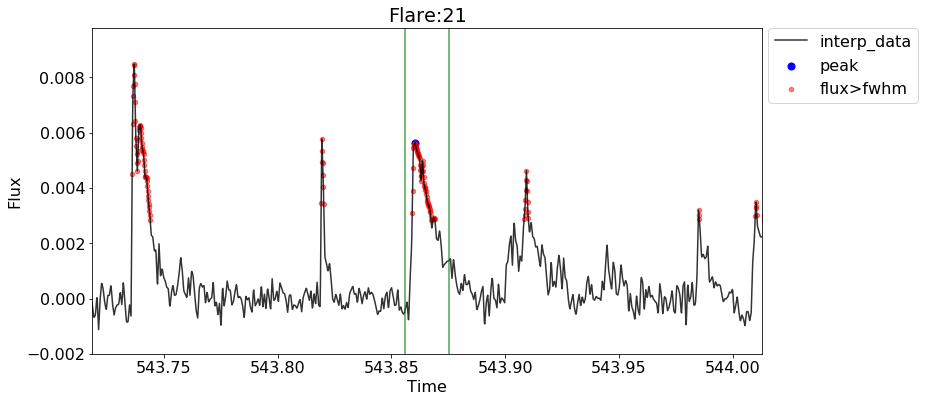 Flare:21
interp_data
peak
flux>fwhm
0.008
0.006
0.004
0.002
0.000
−0.002
Flux
543.75 543.80 543.85 543.90 543.95 544.00
Time